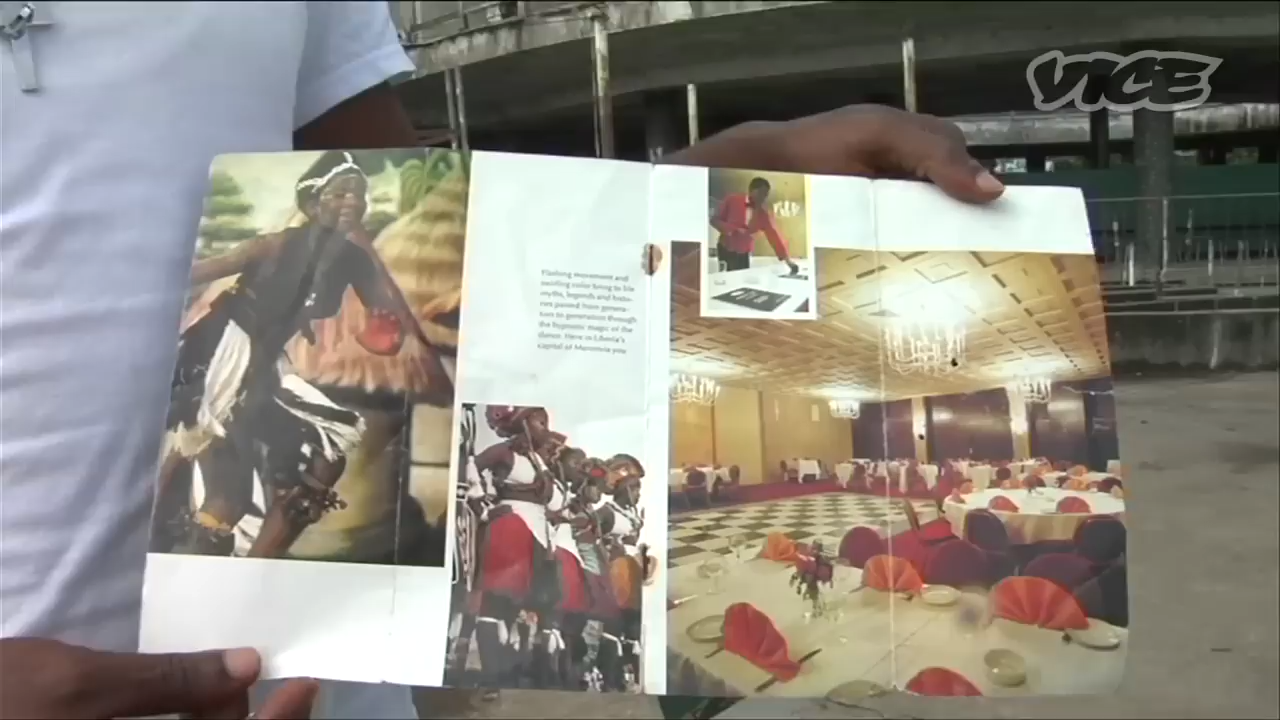 VICE
Flashing movement and
swirling color bring to life
myths, legends and histo-
ries passed from genera-
tion to generation through
the hypnotic magic of the
dance. Here in Liberia's
capital of Monrovia you